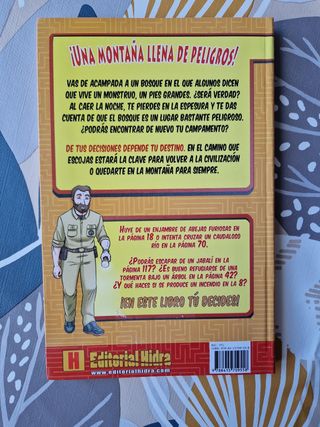 ¡UNA MONTAÑA LLENA DE PELIGROS!
VAS DE ACAMPADA A UN BOSQUE EN EL QUE ALGUNOS DICEN
QUE VIVE UN MONSTRUO, UN PIES GRANDES. ¿SERÁ VERDAD?
AL CAER LA NOCHE, TE PIERDES EN LA ESPESURA Y TE DAS
CUENTA DE QUE EL BOSQUE ES UN LUGAR BASTANTE PELIGROSO.
¿PODRÁS ENCONTRAR DE NUEVO TU CAMPAMENTO?
DE TUS DECISIONES DEPENDE TU DESTINO. EN EL CAMINO QUE
ESCOJAS ESTARÁ LA CLAVE PARA VOLVER A LA CIVILIZACIÓN
O QUEDARTE EN LA MONTAÑA PARA SIEMPRE.
HUYE DE UN ENJAMBRE DE ABEJAS FURIOSAS EN
LA PÁGINA 18 O INTENTA CRUZAR UN CAUDALOSO
RÍO EN LA PÁGINA 70.
¿PODRÁS ESCAPAR DE UN JABALÍ EN LA
PÁGINA 117? ¿ES BUENO REFUGIARSE DE UNA
TORMENTA BAJO UN ÁRBOL EN LA PÁGINA 42?
¿Y QUÉ HACES SI SE PRODUCE UN INCENDIO EN LA 8?
¡EN ESTE LIBRO TÚ DECIDES!
H Editorial Hidra
www.editorialhidra.com